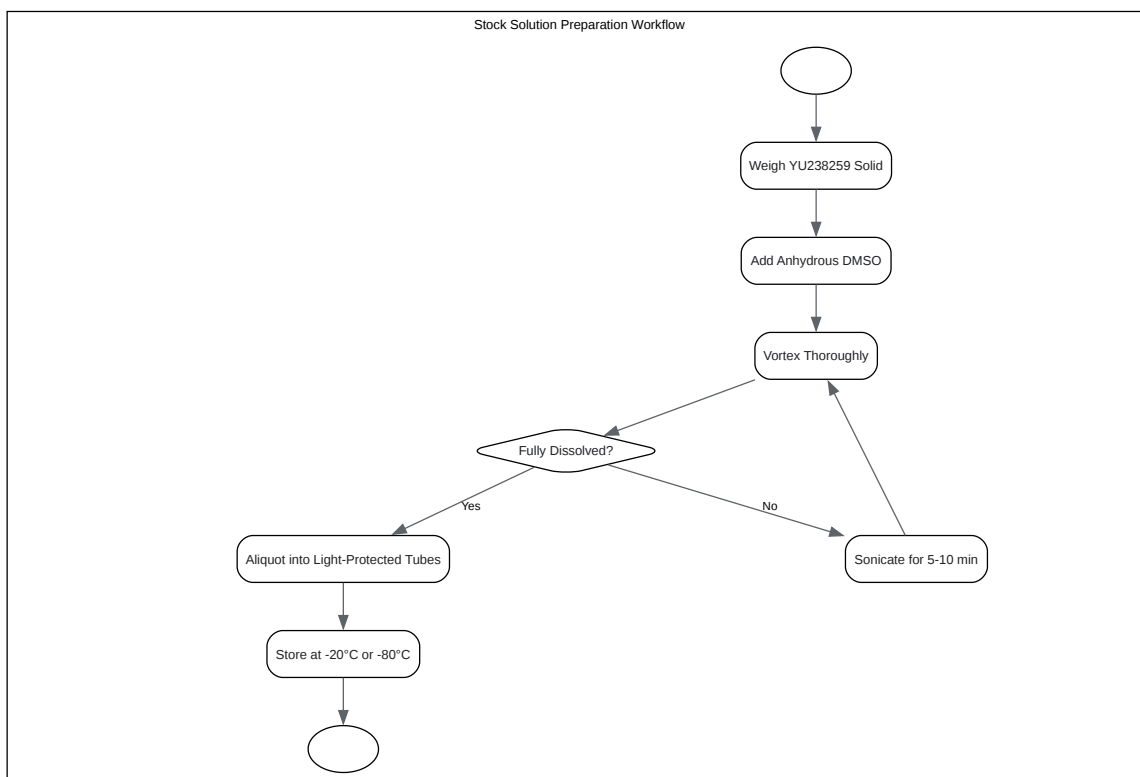 Stock Solution Preparation Workflow
Weigh YU238259 Solid
Add Anhydrous DMSO
Vortex Thoroughly
Fully Dissolved?
Yes
No
Aliquot into Light-Protected Tubes
Sonicate for 5-10 min
Store at -20°C or -80°C